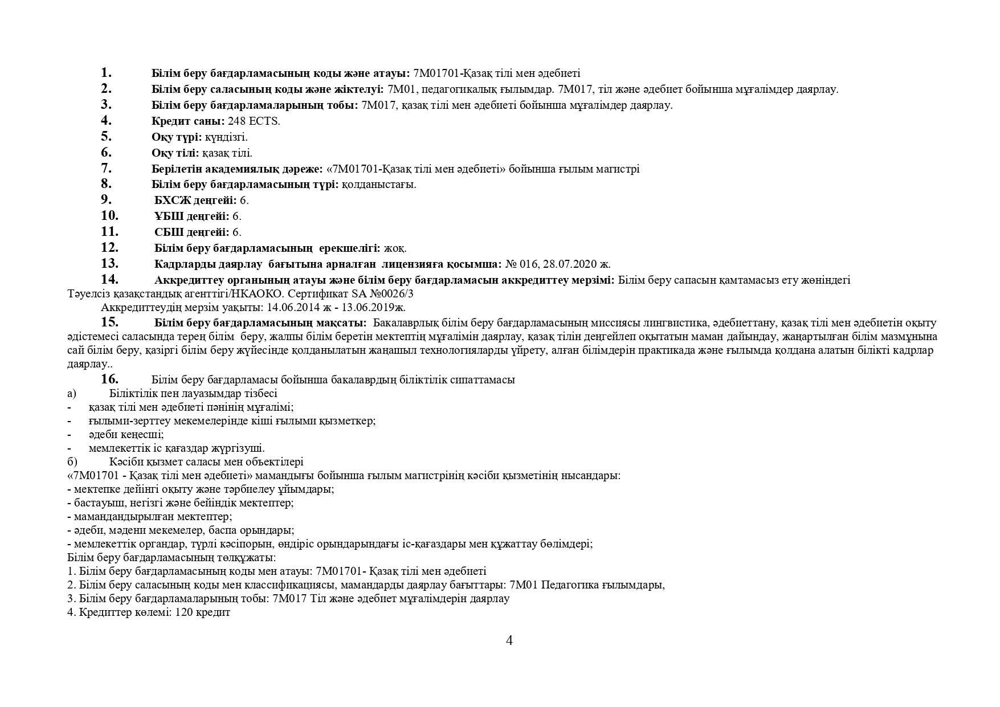 1. Білім беру бағдарламасының коды және атауы: 7М01701-Қазақ тілі мен әдебиеті
2. Білім беру саласының коды және жіктелуі: 7М01, педагогикалық ғылымдар. 7М017, тіл және әдебиет бойынша мұғалімдер даярлау.
3. Білім беру бағдарламаларының тобы: 7М017, қазақ тілі мен әдебиеті бойынша мұғалімдер даярлау.
4. Кредит саны: 248 ECTS.
5. Оқу түрі: күндізгі.
6. Оқу тілі: қазақ тілі.
7. Берілетін академиялық дәреже: «7М01701-Қазақ тілі мен әдебиеті» бойынша ғылым магистрі
8. Білім беру бағдарламасының түрі: қолданыстағы.
9. БХСЖ деңгейі: 6.
10. ҰБШ деңгейі: 6.
11. СБШ деңгейі: 6.
12. Білім беру бағдарламасының ерекшелігі: жоқ.
13. Кадрларды даярлау бағытына арналған лицензияға қосымша: № 016, 28.07.2020 ж.
14. Аккредиттеу органының атауы және білім беру бағдарламасын аккредиттеу мерзімі: Білім беру сапасын қамтамасыз ету жөніндегі
Тәуелсіз қазақстандық агенттігі/НКАОКО. Сертификат SA №0026/3
Аккредиттеудің мерзім уақыты: 14.06.2014 ж - 13.06.2019ж.
15. Білім беру бағдарламасының мақсаты: Бакалаврлық білім беру бағдарламасының миссиясы лингвистика, әдебиеттану, қазақ тілі мен әдебиетін оқыту
әдістемесі саласында терең білім беру, жалпы білім беретін мектептің мұғалімін даярлау, қазақ тілін деңгейлеп оқытатын маман дайындау, жаңартылған білім мазмұнына
сай білім беру, қазіргі білім беру жүйесінде қолданылатын жаңашыл технологияларды үйрету, алған білімдерін практикада және ғылымда қолдана алатын білікті кадрлар
даярлау..
16. Білім беру бағдарламасы бойынша бакалаврдың біліктілік сипаттамасы
а) Біліктілік пен лауазымдар тізбесі
- қазақ тілі мен әдебиеті пәнінің мұғалімі;
- ғылыми-зерттеу мекемелерінде кіші ғылыми қызметкер;
- әдеби кеңесші;
- мемлекеттік іс қағаздар жүргізуші.
б) Кәсіби қызмет саласы мен объектілері
«7М01701 - Қазақ тілі мен әдебиеті» мамандығы бойынша ғылым магистрінің кәсіби қызметінің нысандары:
- мектепке дейінгі оқыту және тәрбиелеу ұйымдары;
- бастауыш, негізгі және бейіндік мектептер;
- мамандандырылған мектептер;
- әдеби, мәдени мекемелер, баспа орындары;
- мемлекеттік органдар, түрлі кәсіпорын, өндіріс орындарындағы іс-қағаздары мен құжаттау бөлімдері;
Білім беру бағдарламасының төлқұжаты:
1. Білім беру бағдарламасының коды мен атауы: 7М01701- Қазақ тілі мен әдебиеті
2. Білім беру саласының коды мен классификациясы, мамандарды даярлау бағыттары: 7М01 Педагогика ғылымдары,
3. Білім беру бағдарламаларының тобы: 7М017 Тіл және әдебиет мұғалімдерін даярлау
4. Кредиттер көлемі: 120 кредит
4